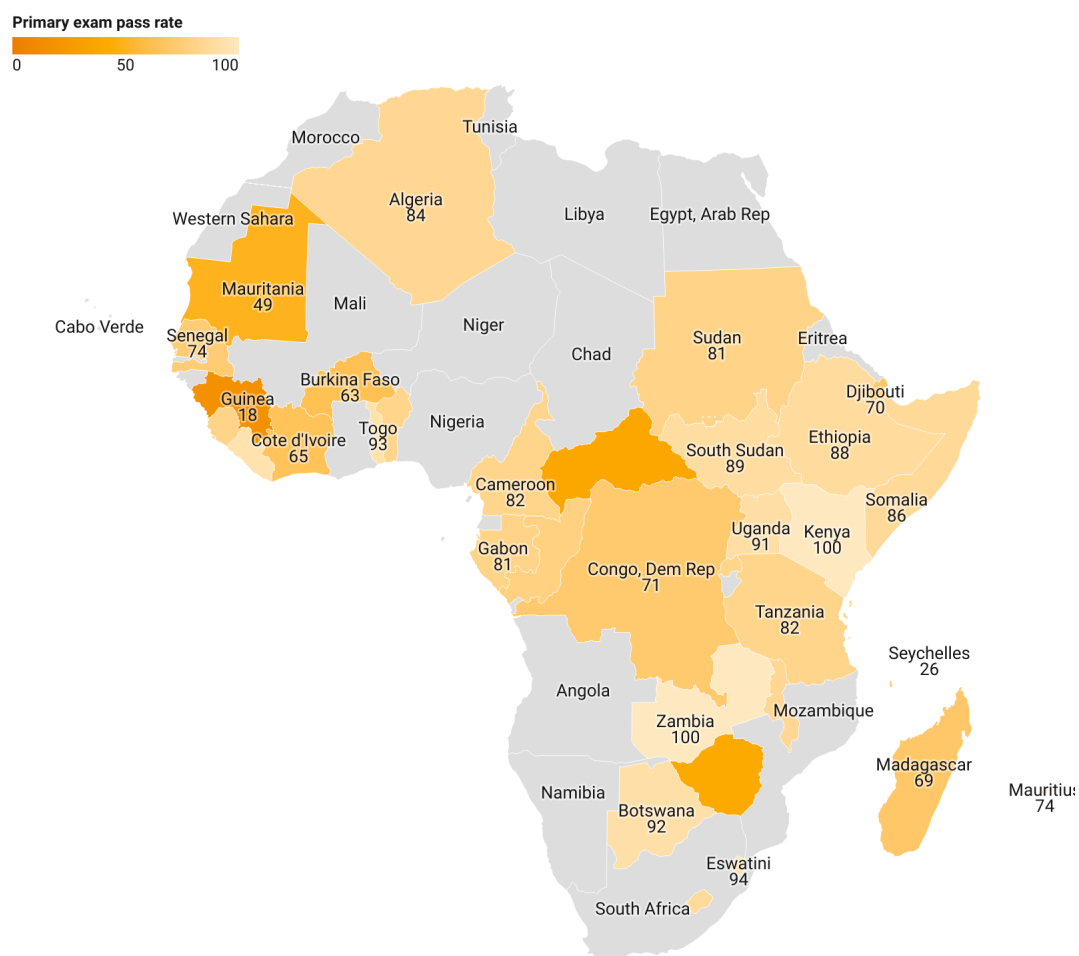 Primary exam pass rate
0 50 100
Tunisia
Morocco
Algeria
84
Western Sahara
Libya
Egypt, Arab Rep
Mauritania
49
Mali
Cabo Verde
Niger
Senegal
74
Sudan
81
Eritrea
Chad
Burkina Faso
63
Djibouti
70
Guinea
18
Togo
93
Nigeria
Cote d'Ivoire
65
Ethiopia
88
South Sudan
89
Cameroon
82
Somalia
86
Uganda
91
Kenya
100
Gabon
81
Congo, Dem Rep
71
Tanzania
82
Seychelles
26
Angola
Mozambique
Zambia
100
Madagascar
69
Namibia
Mauritius
74
Botswana
92
Eswatini
94
South Africa